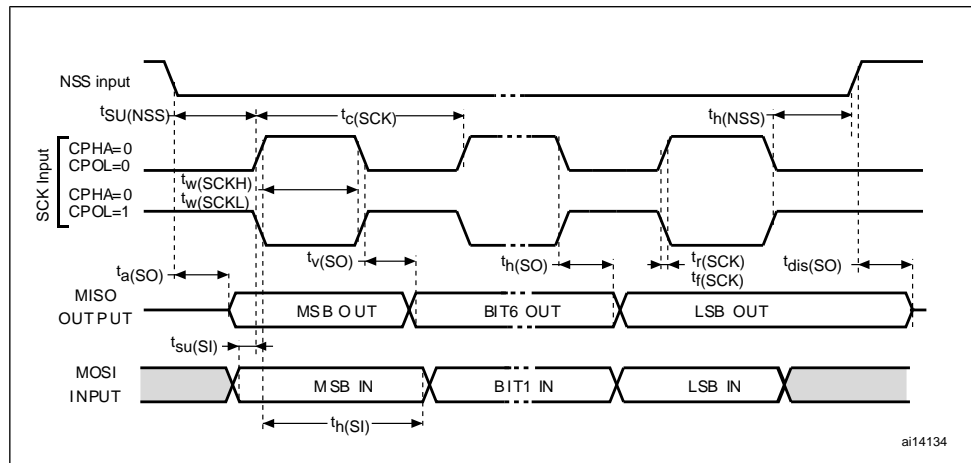 NSS input
tSU(NSS)
tc(SCK)
th(NSS)
SCK Input
CPHA=0
CPOL=0
CPHA=0
CPOL=1
tw(SCKH)
tw(SCKL)
ta(SO)
tv(SO)
th(SO)
tr(SCK)
tf(SCK)
tdis(SO)
MISO
OUTPUT
MSB OUT
BIT6 OUT
LSB OUT
tsu(SI)
MOSI
INPUT
MSB IN
BIT1 IN
LSB IN
th(SI)
ai14134